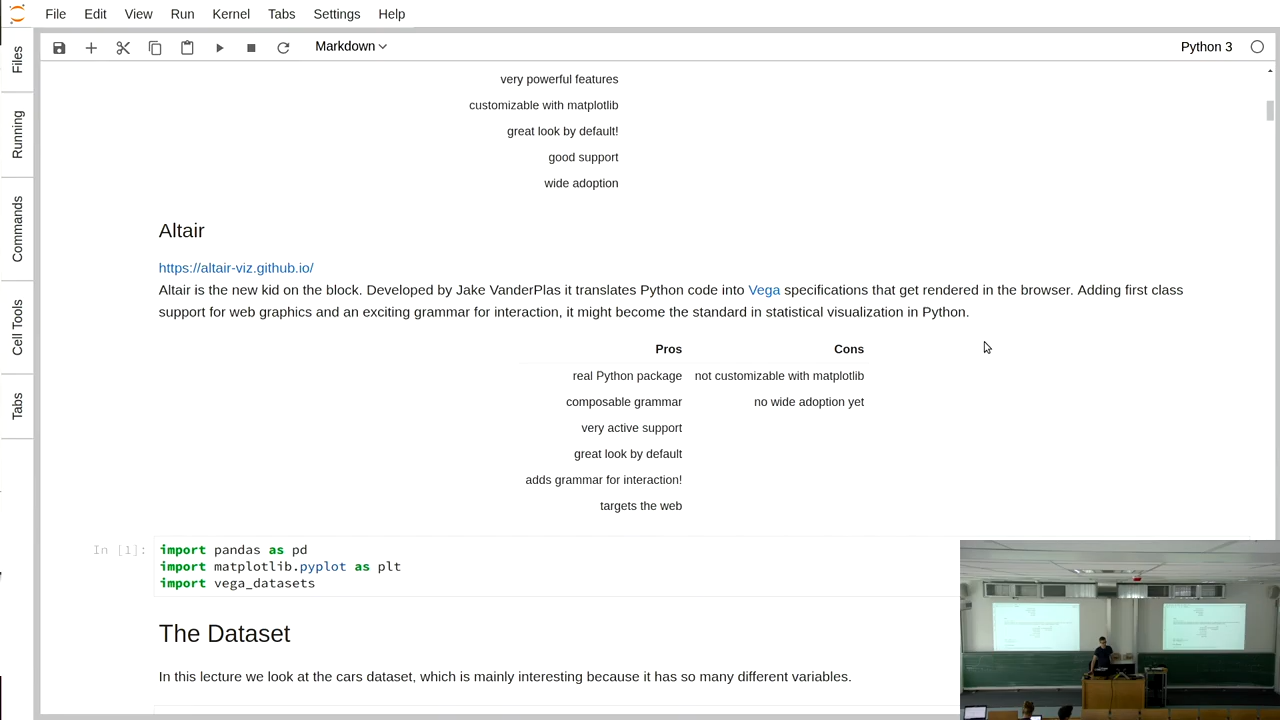 File Edit View Run Kernel Tabs Settings Help
Markdown Python 3
Files
Running
Commands
Cell Tools
Tabs
very powerful features
customizable with matplotlib
great look by default!
good support
wide adoption
Altair
https://altair-viz.github.io/
Altair is the new kid on the block. Developed by Jake VanderPlas it translates Python code into Vega specifications that get rendered in the browser. Adding first class
support for web graphics and an exciting grammar for interaction, it might become the standard in statistical visualization in Python.
Pros Cons
real Python package not customizable with matplotlib
composable grammar no wide adoption yet
very active support
great look by default
adds grammar for interaction!
targets the web
In [1]: import pandas as pd
import matplotlib.pyplot as plt
import vega_datasets
The Dataset
In this lecture we look at the cars dataset, which is mainly interesting because it has so many different variables.